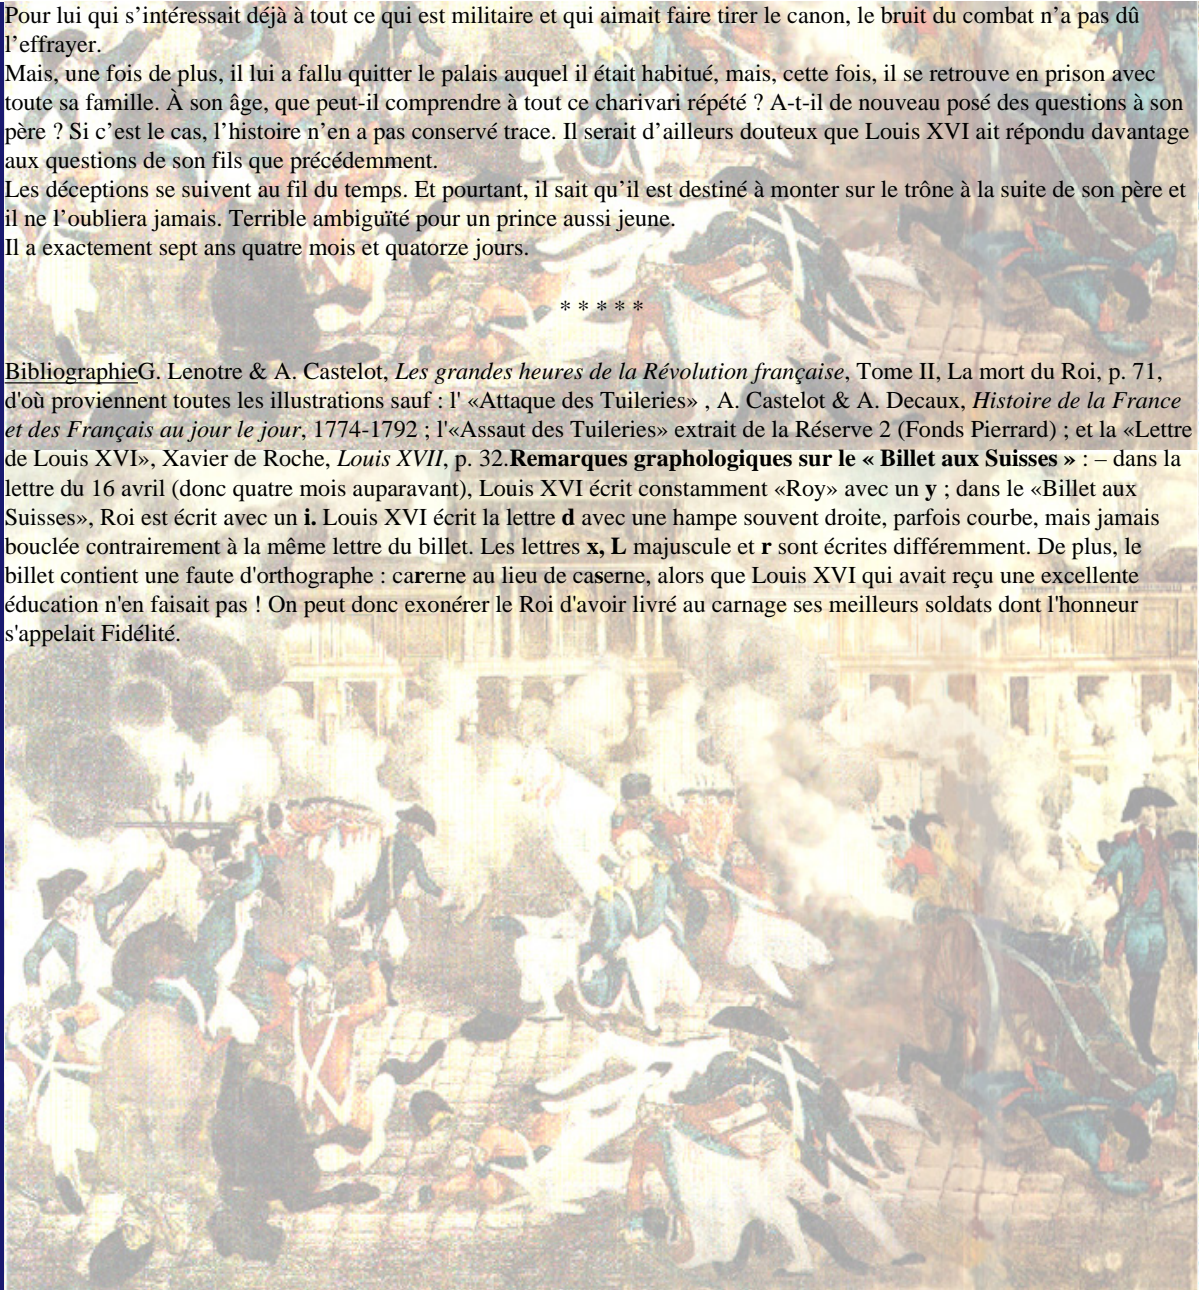 Pour lui qui s’intéressait déjà à tout ce qui est militaire et qui aimait faire tirer le canon, le bruit du combat n’a pas dû
l’effrayer.
Mais, une fois de plus, il lui a fallu quitter le palais auquel il était habitué, mais, cette fois, il se retrouve en prison avec
toute sa famille. À son âge, que peut-il comprendre à tout ce charivari répété ? A-t-il de nouveau posé des questions à son
père ? Si c’est le cas, l’histoire n’en a pas conservé trace. Il serait d’ailleurs douteux que Louis XVI ait répondu davantage
aux questions de son fils que précédemment.
Les déceptions se suivent au fil du temps. Et pourtant, il sait qu’il est destiné à monter sur le trône à la suite de son père et
il ne l’oubliera jamais. Terrible ambiguïté pour un prince aussi jeune.
Il a exactement sept ans quatre mois et quatorze jours.
* * * * *
BibliographieG. Lenotre & A. Castelot, Les grandes heures de la Révolution française, Tome II, La mort du Roi, p. 71,
d'où proviennent toutes les illustrations sauf : l' «Attaque des Tuileries» , A. Castelot & A. Decaux, Histoire de la France
et des Français au jour le jour, 1774-1792 ; l'«Assaut des Tuileries» extrait de la Réserve 2 (Fonds Pierrard) ; et la «Lettre
de Louis XVI», Xavier de Roche, Louis XVII, p. 32.Remarques graphologiques sur le « Billet aux Suisses » : – dans la
lettre du 16 avril (donc quatre mois auparavant), Louis XVI écrit constamment «Roy» avec un y ; dans le «Billet aux
Suisses», Roi est écrit avec un i. Louis XVI écrit la lettre d avec une hampe souvent droite, parfois courbe, mais jamais
bouclée contrairement à la même lettre du billet. Les lettres x, L majuscule et r sont écrites différemment. De plus, le
billet contient une faute d'orthographe : carerne au lieu de caserne, alors que Louis XVI qui avait reçu une excellente
éducation n'en faisait pas ! On peut donc exonérer le Roi d'avoir livré au carnage ses meilleurs soldats dont l'honneur
s'appelait Fidélité.